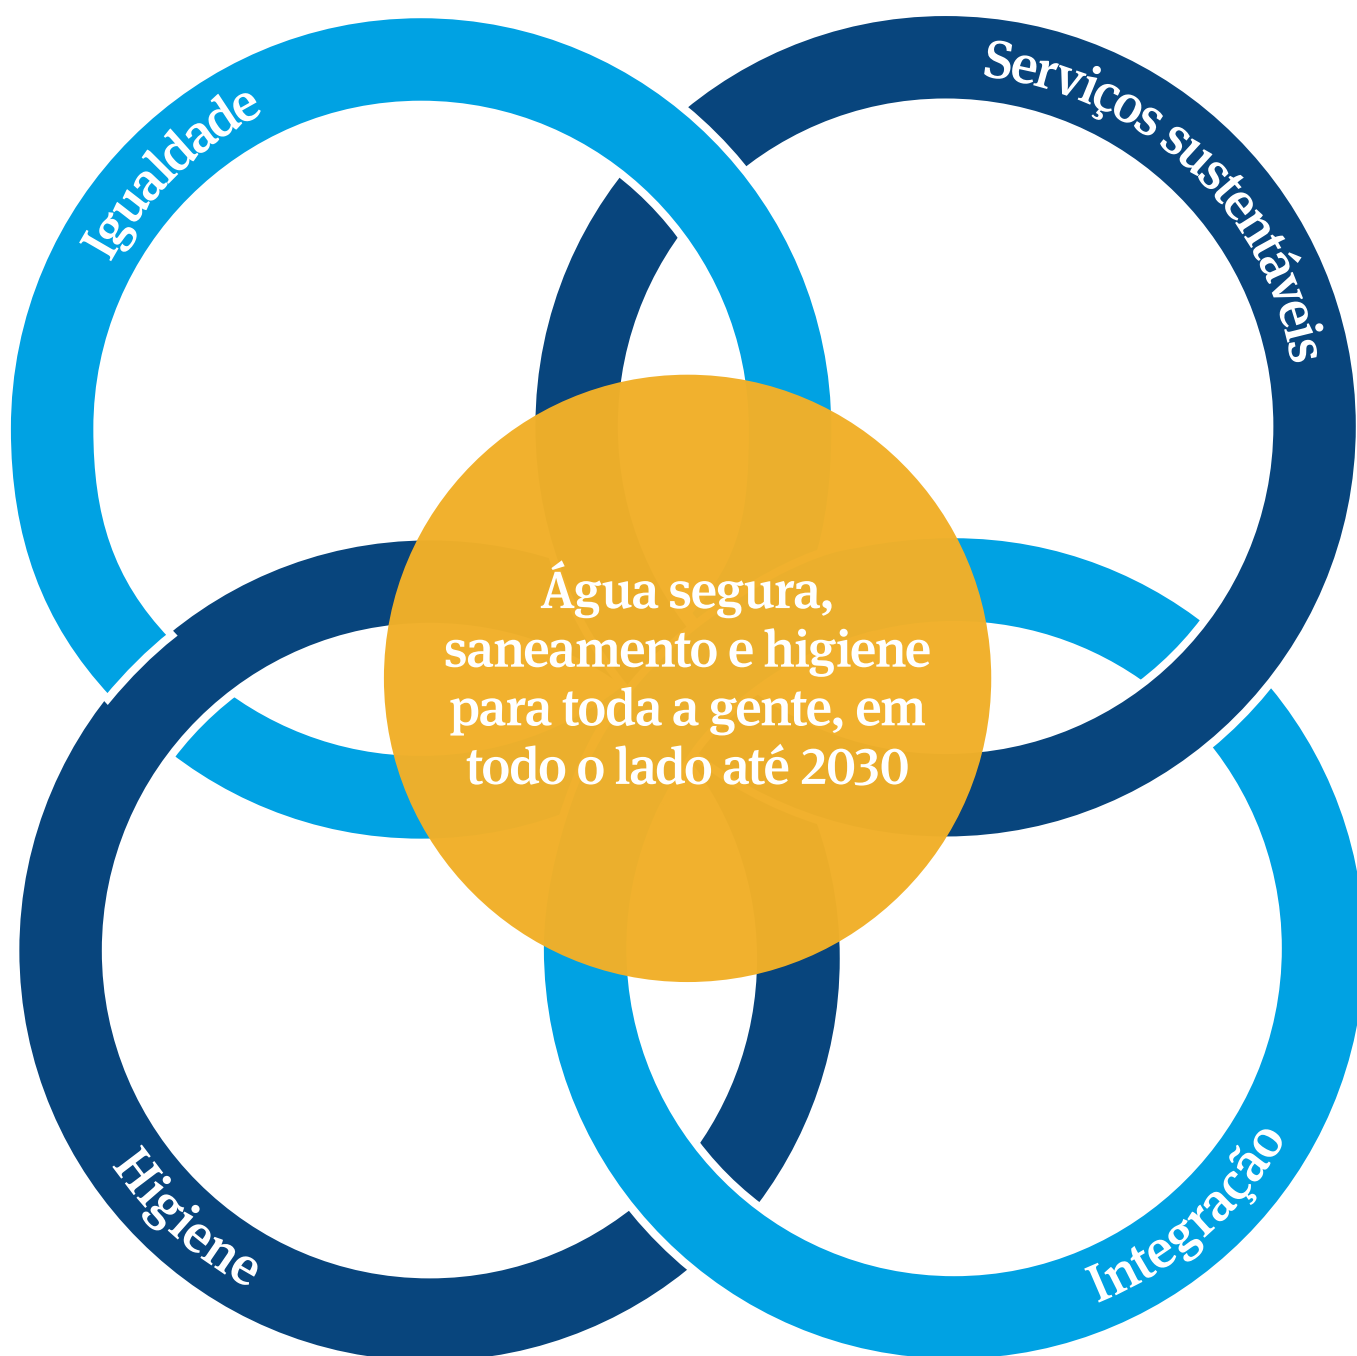 Igualdade
Serviços sustentáveis
Água segura,
saneamento e higiene
para toda a gente, em
todo o lado até 2030
Higiene
Integração